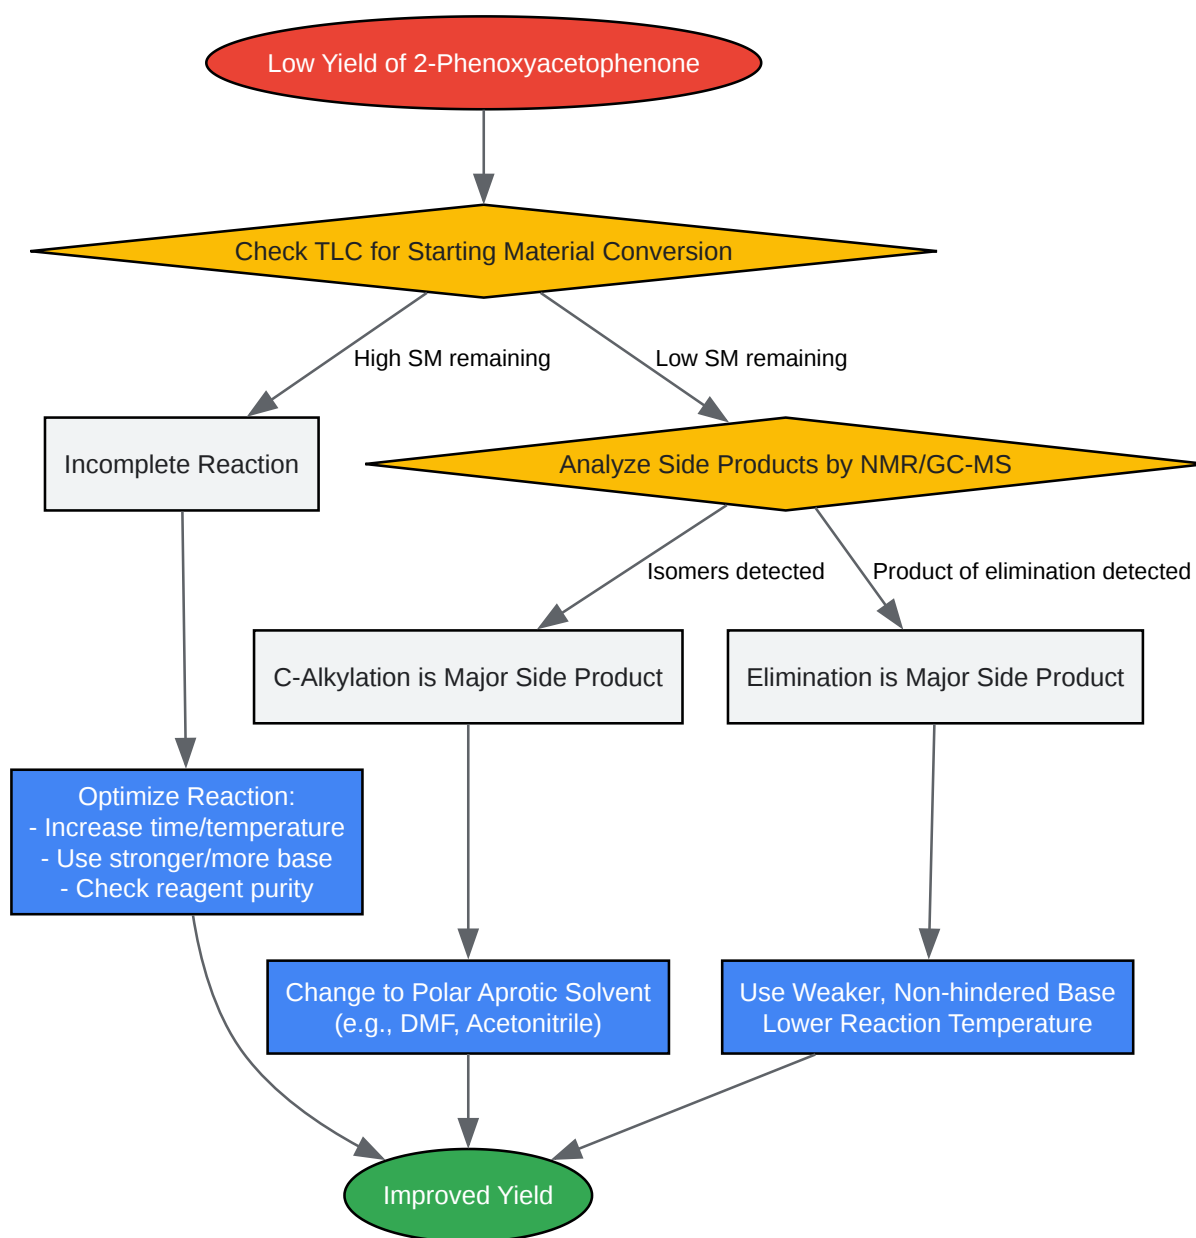 Low Yield of 2-Phenoxyacetophenone
Check TLC for Starting Material Conversion
High SM remaining
Low SM remaining
Incomplete Reaction
Analyze Side Products by NMR/GC-MS
Isomers detected
Product of elimination detected
C-Alkylation is Major Side Product
Elimination is Major Side Product
Optimize Reaction:
- Increase time/temperature
- Use stronger/more base
- Check reagent purity
Change to Polar Aprotic Solvent
(e.g., DMF, Acetonitrile)
Use Weaker, Non-hindered Base
Lower Reaction Temperature
Improved Yield